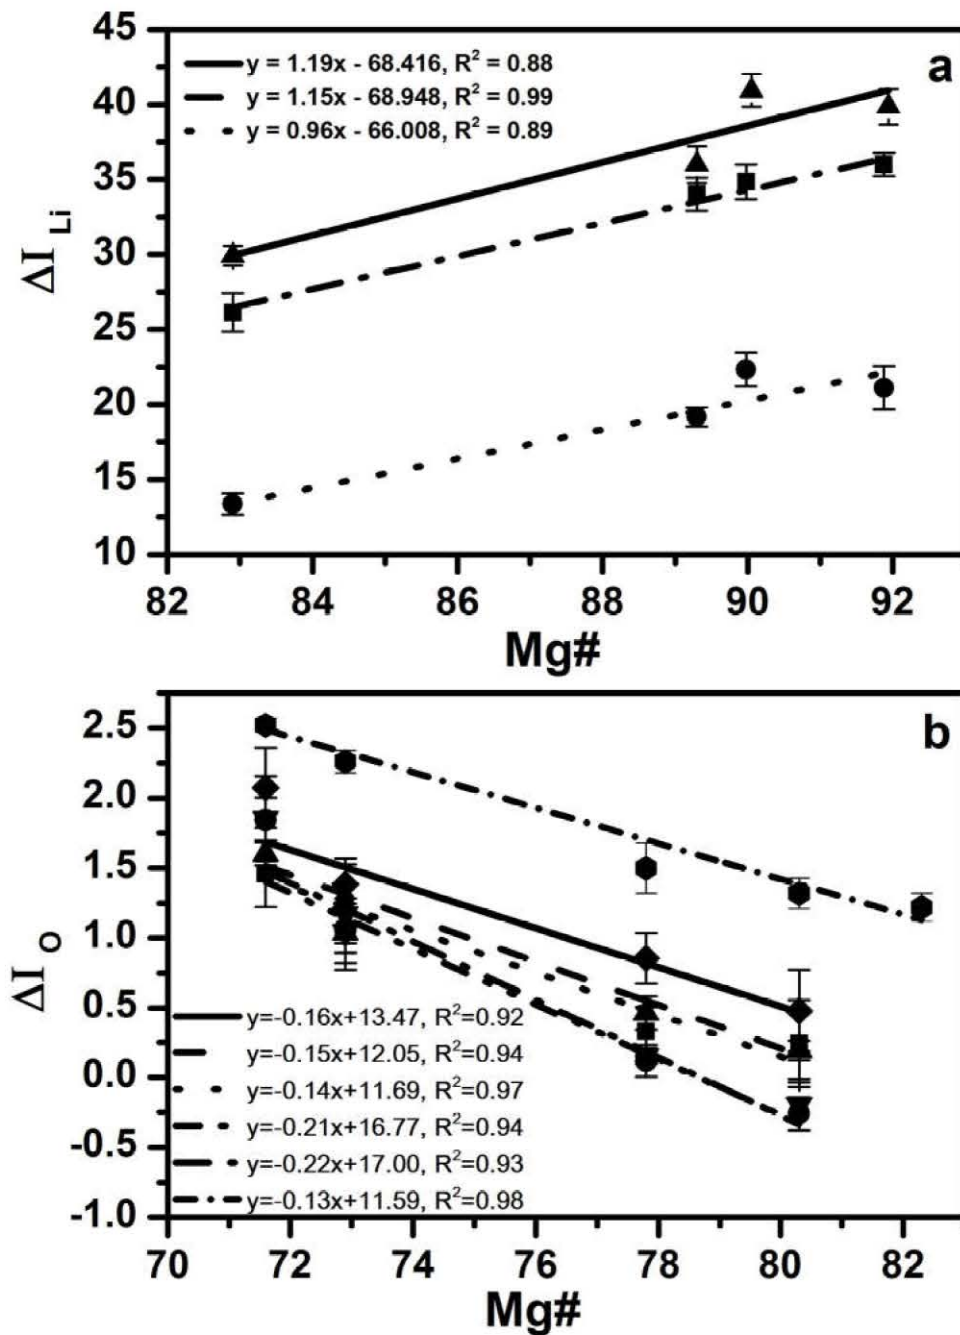 45
40
35
30
25
20
15
10
ΔI Li
y = 1.19x - 68.416, R² = 0.88
y = 1.15x - 68.948, R² = 0.99
y = 0.96x - 66.008, R² = 0.89
a
82 84 86 88 90 92
Mg#
2.5
2.0
1.5
1.0
0.5
0.0
-0.5
-1.0
ΔI O
b
y=-0.16x+13.47, R²=0.92
y=-0.15x+12.05, R²=0.94
y=-0.14x+11.69, R²=0.97
y=-0.21x+16.77, R²=0.94
y=-0.22x+17.00, R²=0.93
y=-0.13x+11.59, R²=0.98
70 72 74 76 78 80 82
Mg#